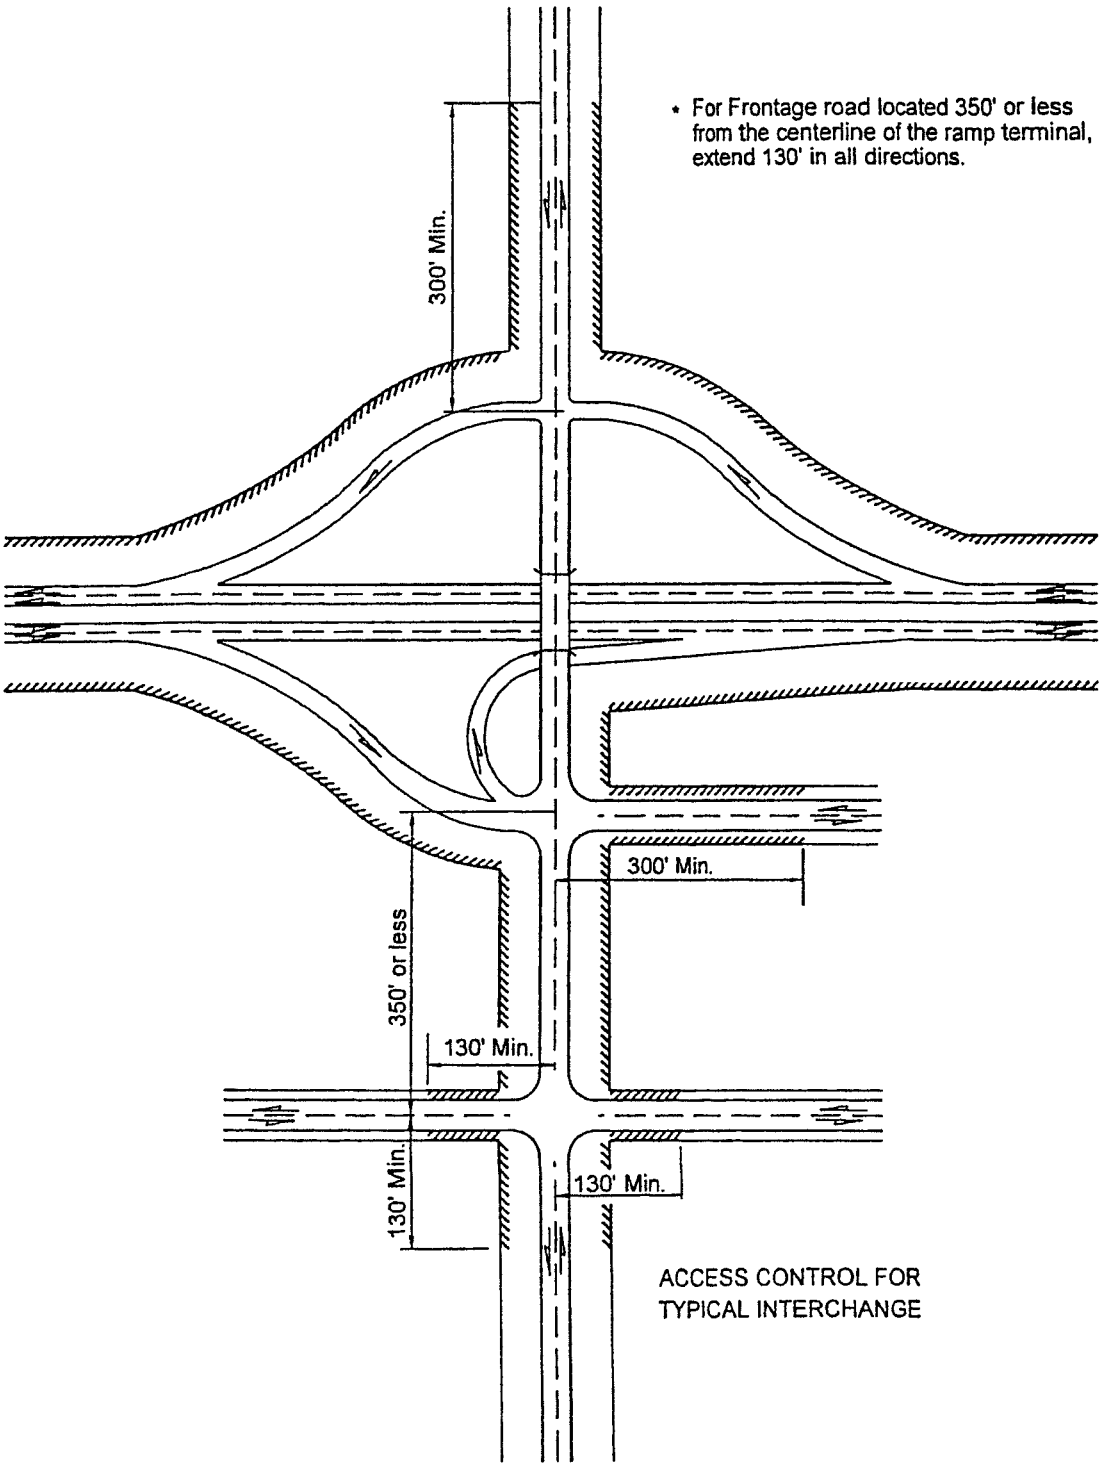 * For Frontage road located 350' or less
from the centerline of the ramp terminal,
extend 130' in all directions.
300' Min.
300' Min.
350' or less
130' Min.
130' Min.
130' Min.
ACCESS CONTROL FOR
TYPICAL INTERCHANGE